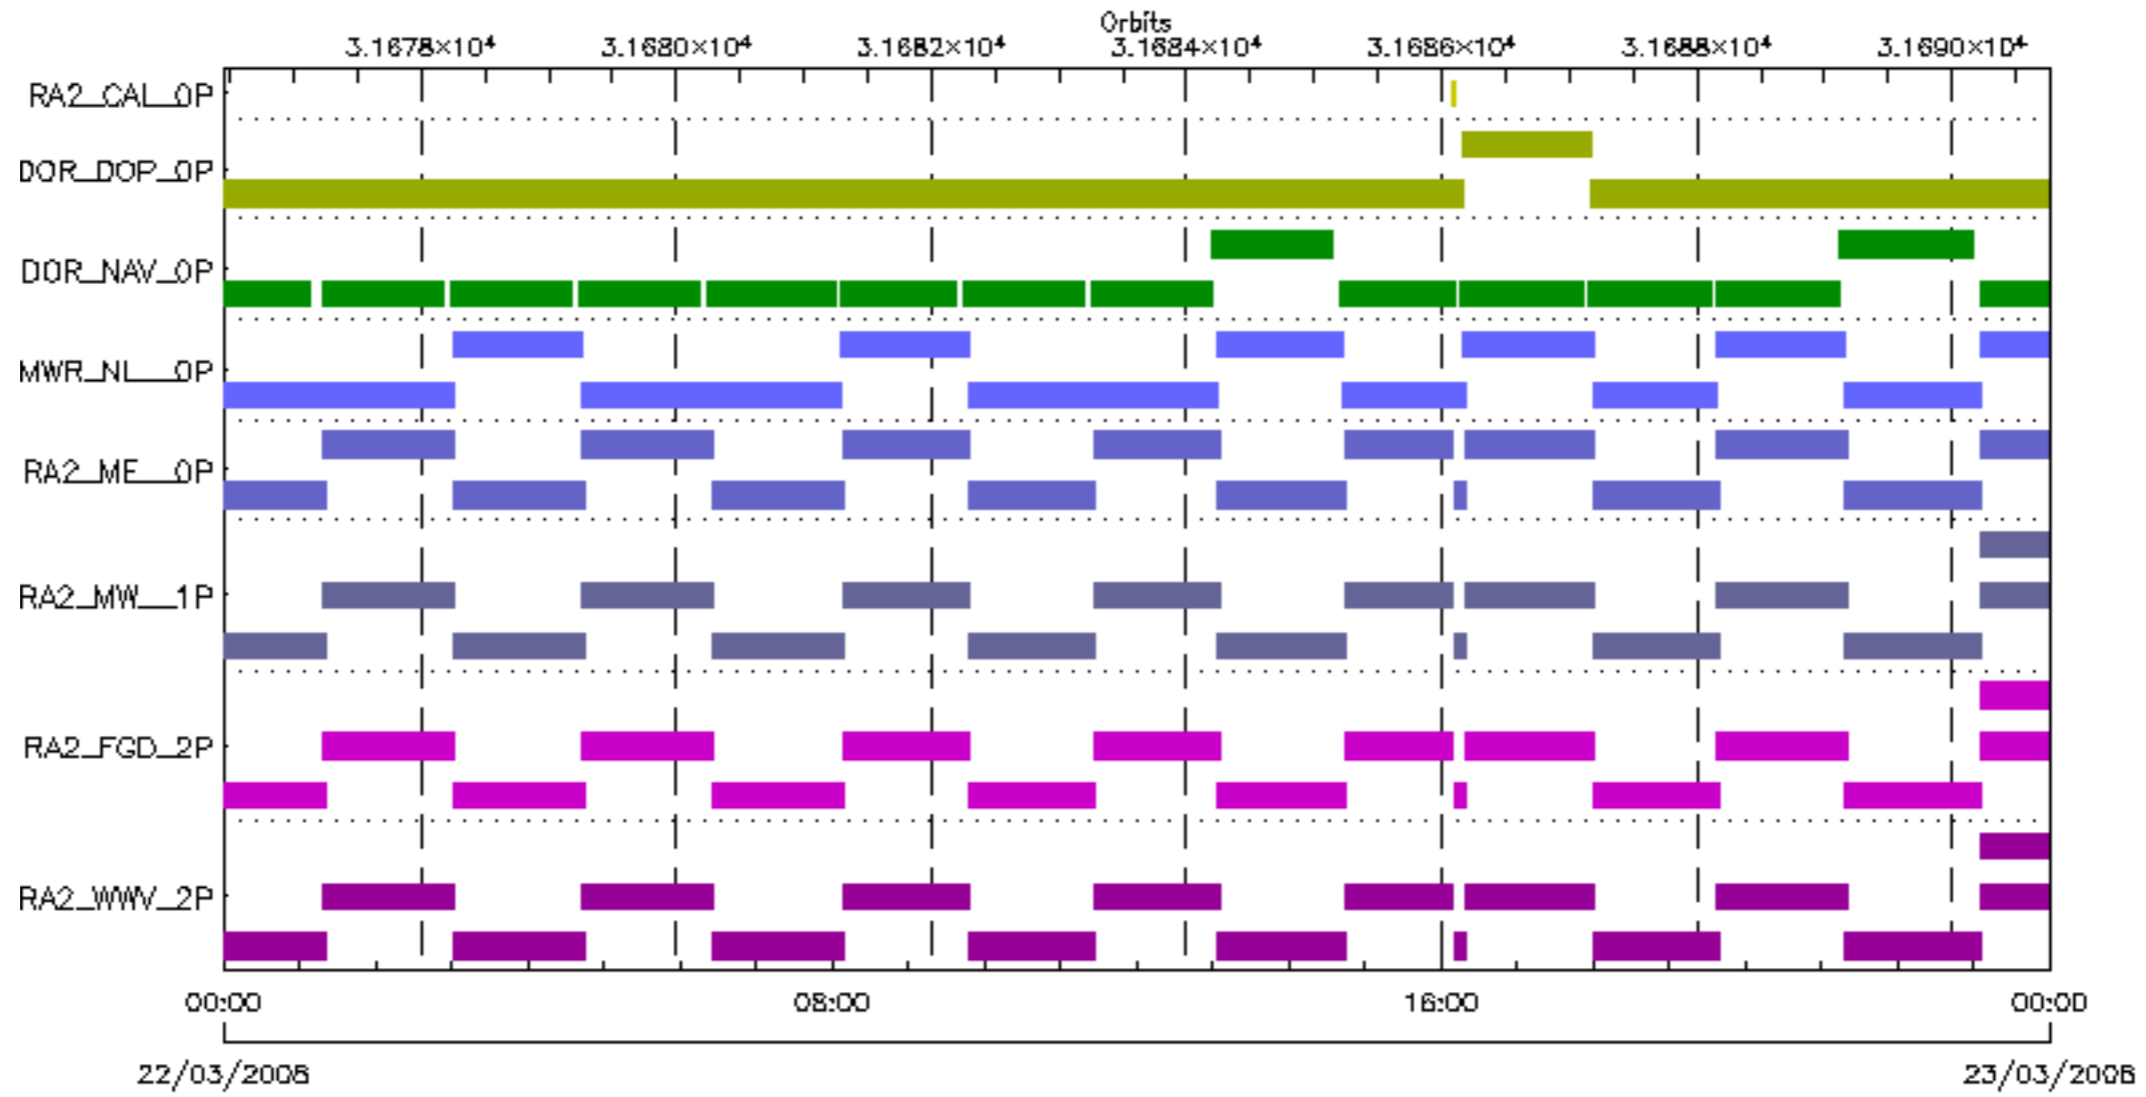 Orbits
3.1678×10⁴ 3.1680×10⁴ 3.1682×10⁴ 3.1684×10⁴ 3.1686×10⁴ 3.1688×10⁴ 3.1690×10⁴
RA2_CAL_0P
DOR_DOP_0P
DOR_NAV_0P
MWR_NL__0P
RA2_ME__0P
RA2_MW__1P
RA2_FGD_2P
RA2_WWV_2P
00:00 08:00 16:00 00:00
22/03/2008 23/03/2008